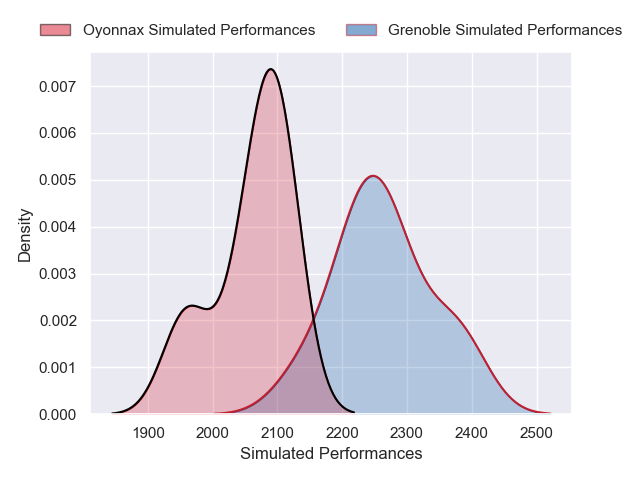 Oyonnax Simulated Performances Grenoble Simulated Performances
0.007
0.006
0.005
0.004
0.003
0.002
0.001
0.000
Density
1900 2000 2100 2200 2300 2400 2500
Simulated Performances